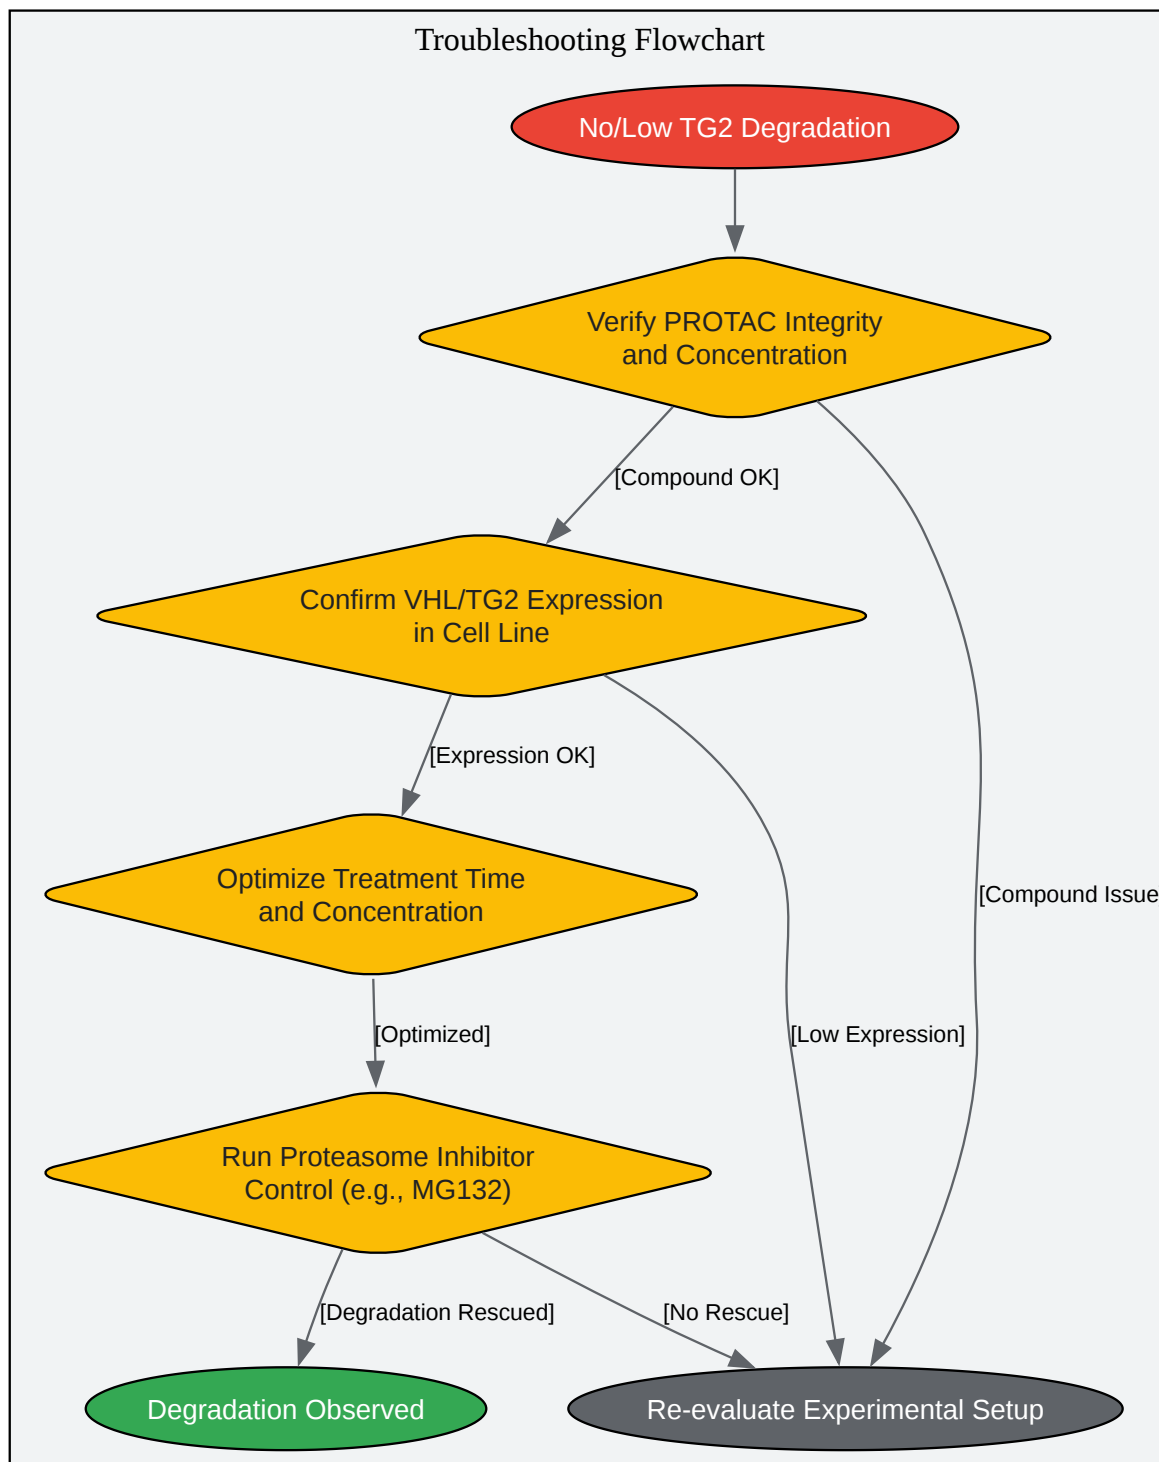 Troubleshooting Flowchart
No/Low TG2 Degradation
Verify PROTAC Integrity
and Concentration
[Compound OK]
Confirm VHL/TG2 Expression
in Cell Line
[Expression OK]
Optimize Treatment Time
and Concentration
[Compound Issue
[Optimized]
[Low Expression]
Run Proteasome Inhibitor
Control (e.g., MG132)
[Degradation Rescued]
[No Rescue]
Degradation Observed
Re-evaluate Experimental Setup